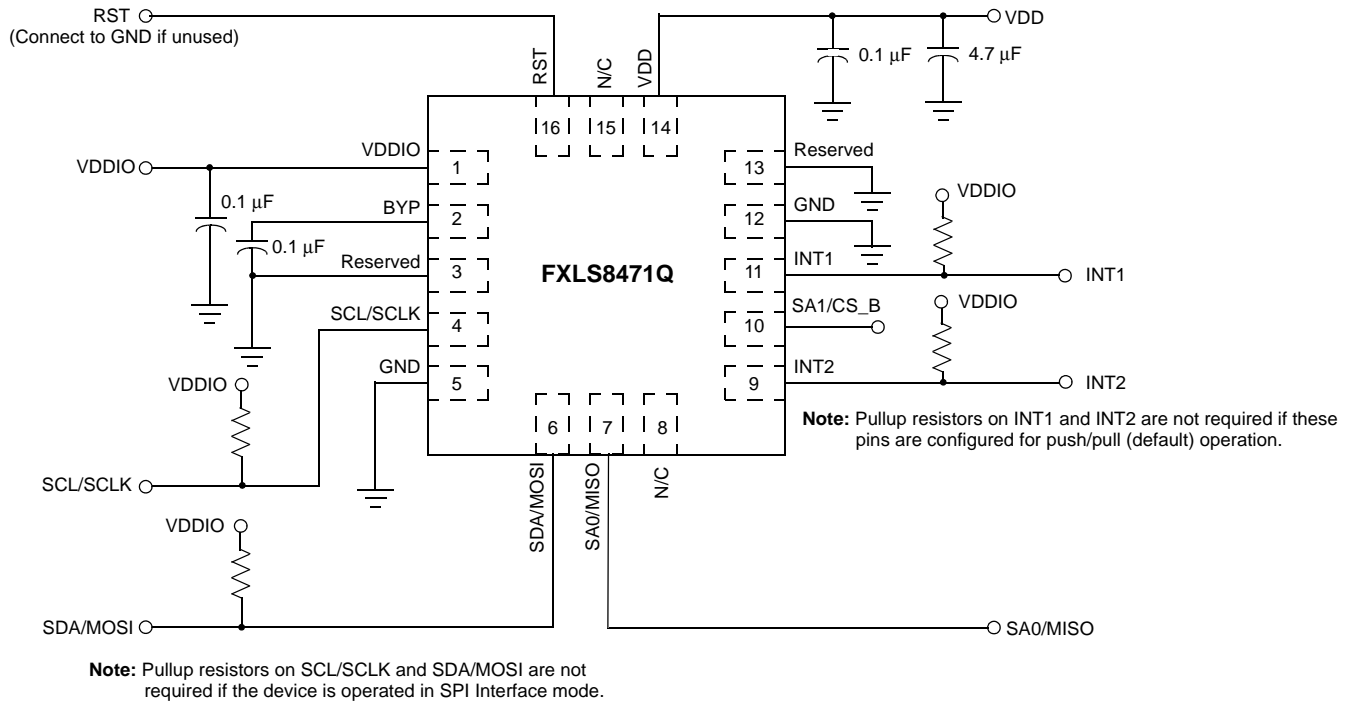 RST
(Connect to GND if unused)
VDD
0.1 μF
4.7 μF
RST
N/C
VDD
16
15
14
VDDIO
VDDIO
1
13
Reserved
0.1 μF
BYP
2
12
GND
VDDIO
0.1 μF
Reserved
3
FXLS8471Q
11
INT1
INT1
SCL/SCLK
4
10
SA1/CS_B
VDDIO
GND
5
9
INT2
INT2
VDDIO
6
7
8
Note: Pullup resistors on INT1 and INT2 are not required if these
pins are configured for push/pull (default) operation.
SDA/MOSI
SA0/MISO
N/C
SCL/SCLK
VDDIO
SDA/MOSI
SA0/MISO
Note: Pullup resistors on SCL/SCLK and SDA/MOSI are not
required if the device is operated in SPI Interface mode.